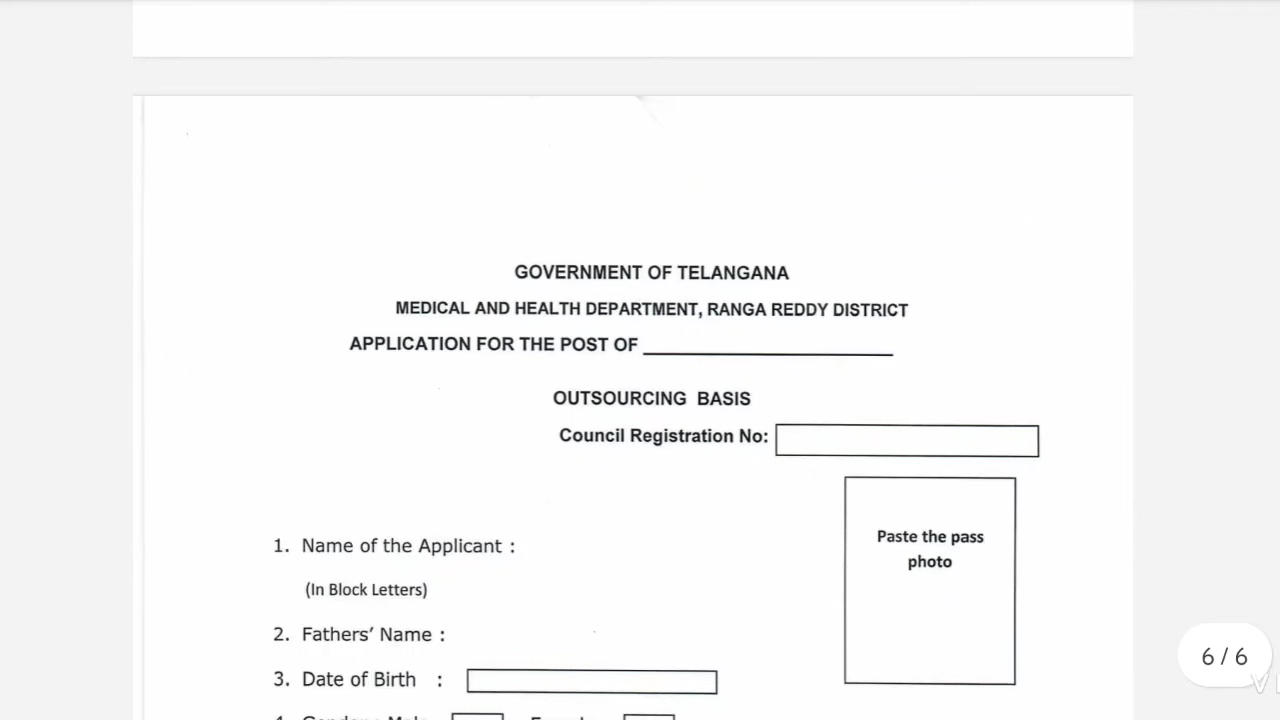 GOVERNMENT OF TELANGANA
MEDICAL AND HEALTH DEPARTMENT, RANGA REDDY DISTRICT
APPLICATION FOR THE POST OF
OUTSOURCING BASIS
Council Registration No:
Paste the pass
photo
1. Name of the Applicant :
(In Block Letters)
2. Fathers' Name :
3. Date of Birth :
6 / 6